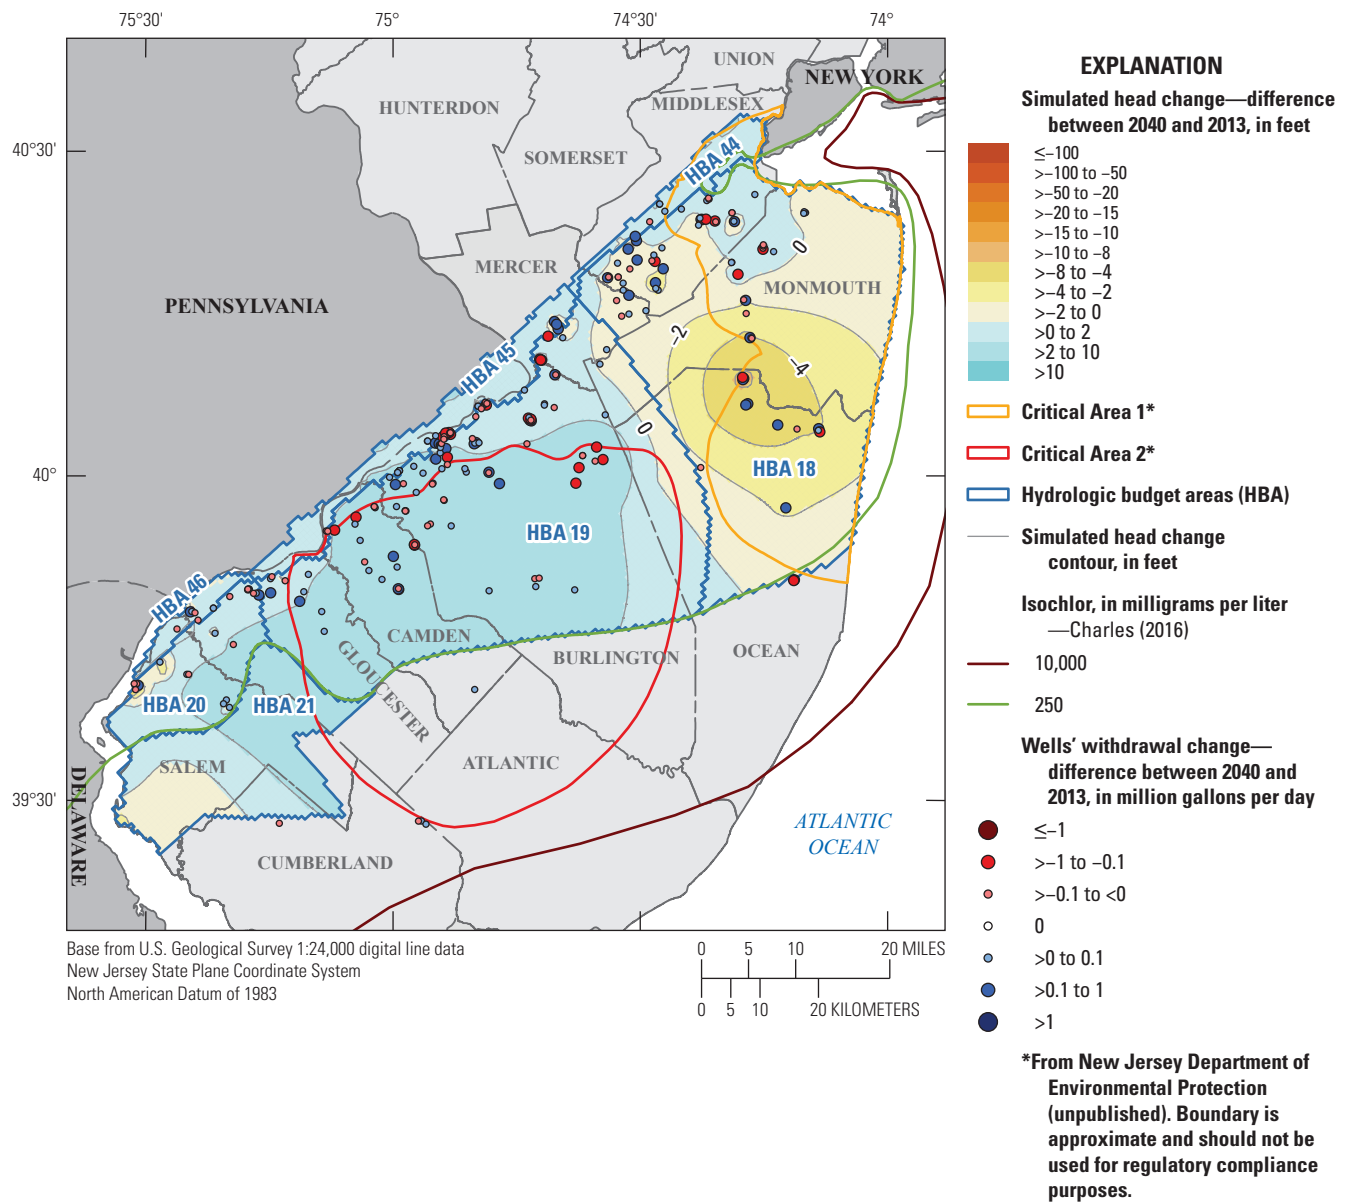 75°30'
75°
74°30'
74°
40°30'
40°
39°30'
UNION
NEW YORK
HUNTERDON
MIDDLESEX
SOMERSET
HBA 44
MERCER
0
MONMOUTH
PENNSYLVANIA
−2
HBA 45
−4
0
HBA 18
HBA 19
HBA 46
CAMDEN
GLOUCESTER
BURLINGTON
OCEAN
HBA 20
HBA 21
SALEM
ATLANTIC
DELAWARE
ATLANTIC
OCEAN
CUMBERLAND
Base from U.S. Geological Survey 1:24,000 digital line data
New Jersey State Plane Coordinate System
North American Datum of 1983
0 5 10 20 MILES
0 5 10 20 KILOMETERS
EXPLANATION
Simulated head change—difference
between 2040 and 2013, in feet
≤−100
>−100 to −50
>−50 to −20
>−20 to −15
>−15 to −10
>−10 to −8
>−8 to −4
>−4 to −2
>−2 to 0
>0 to 2
>2 to 10
>10
Critical Area 1*
Critical Area 2*
Hydrologic budget areas (HBA)
Simulated head change
contour, in feet
Isochlor, in milligrams per liter
—Charles (2016)
10,000
250
Wells' withdrawal change—
difference between 2040 and
2013, in million gallons per day
≤−1
>−1 to −0.1
>−0.1 to <0
0
>0 to 0.1
>0.1 to 1
>1
*From New Jersey Department of
Environmental Protection
(unpublished). Boundary is
approximate and should not be
used for regulatory compliance
purposes.